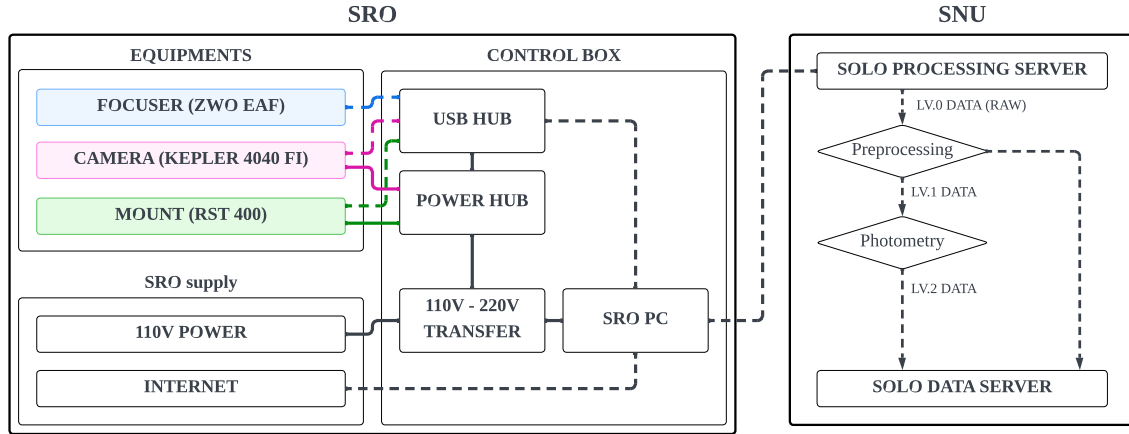 SRO
EQUIPMENTS
FOCUSER (ZWO EAF)
CAMERA (KEPLER 4040 FI)
MOUNT (RST 400)
SRO supply
110V POWER
INTERNET
CONTROL BOX
USB HUB
POWER HUB
110V - 220V
TRANSFER
SRO PC
SNU
SOLO PROCESSING SERVER
LV.0 DATA (RAW)
Preprocessing
LV.1 DATA
Photometry
LV.2 DATA
SOLO DATA SERVER